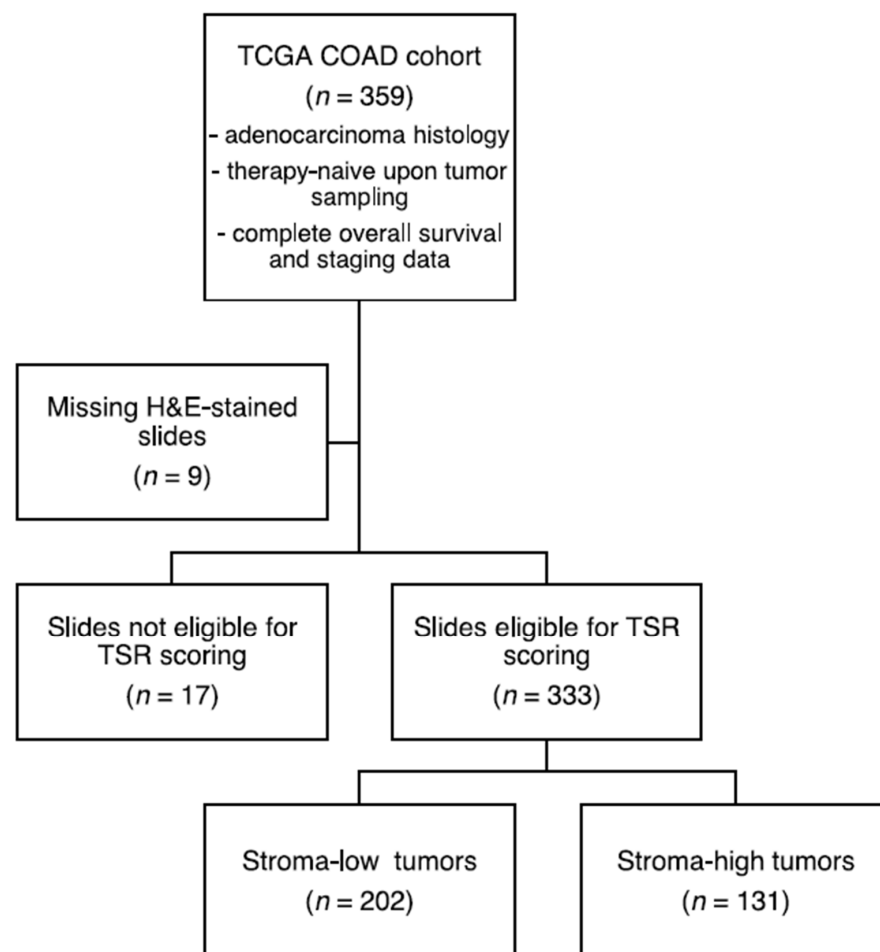 TCGA COAD cohort
(n = 359)
- adenocarcinoma histology
- therapy-naive upon tumor
sampling
- complete overall survival
and staging data
Missing H&E-stained
slides
(n = 9)
Slides not eligible for
TSR scoring
(n = 17)
Slides eligible for TSR
scoring
(n = 333)
Stroma-low tumors
(n = 202)
Stroma-high tumors
(n = 131)